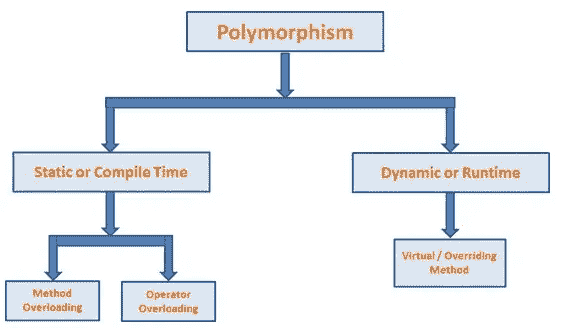 Polymorphism
Static or Compile Time
Dynamic or Runtime
Virtual / Overriding
Method
Method
Overloading
Operator
Overloading